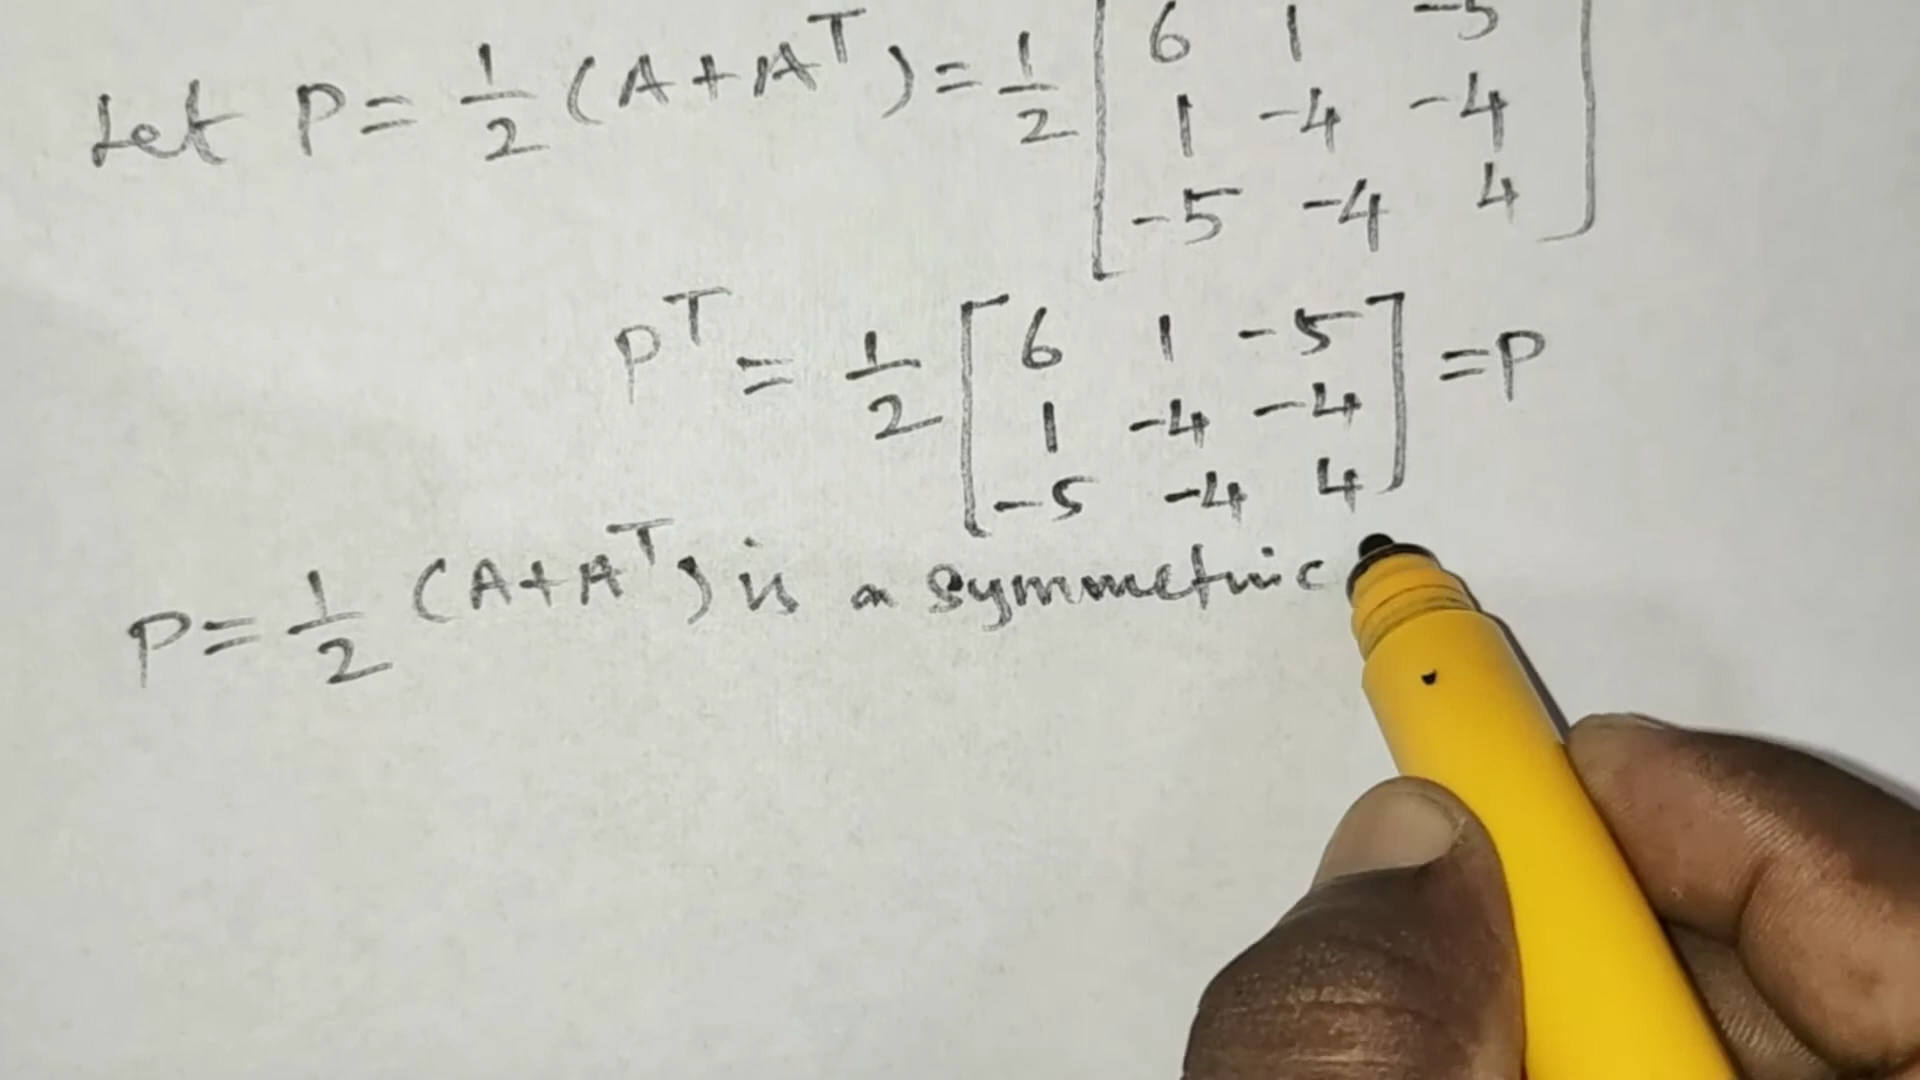 Let P = 1/2 (A + A^T) = 1/2 [6 1 -5
1 -4 -4
-5 -4 4]
P^T = 1/2 [6 1 -5
1 -4 -4
-5 -4 4] = P
P = 1/2 (A + A^T) is a symmetric